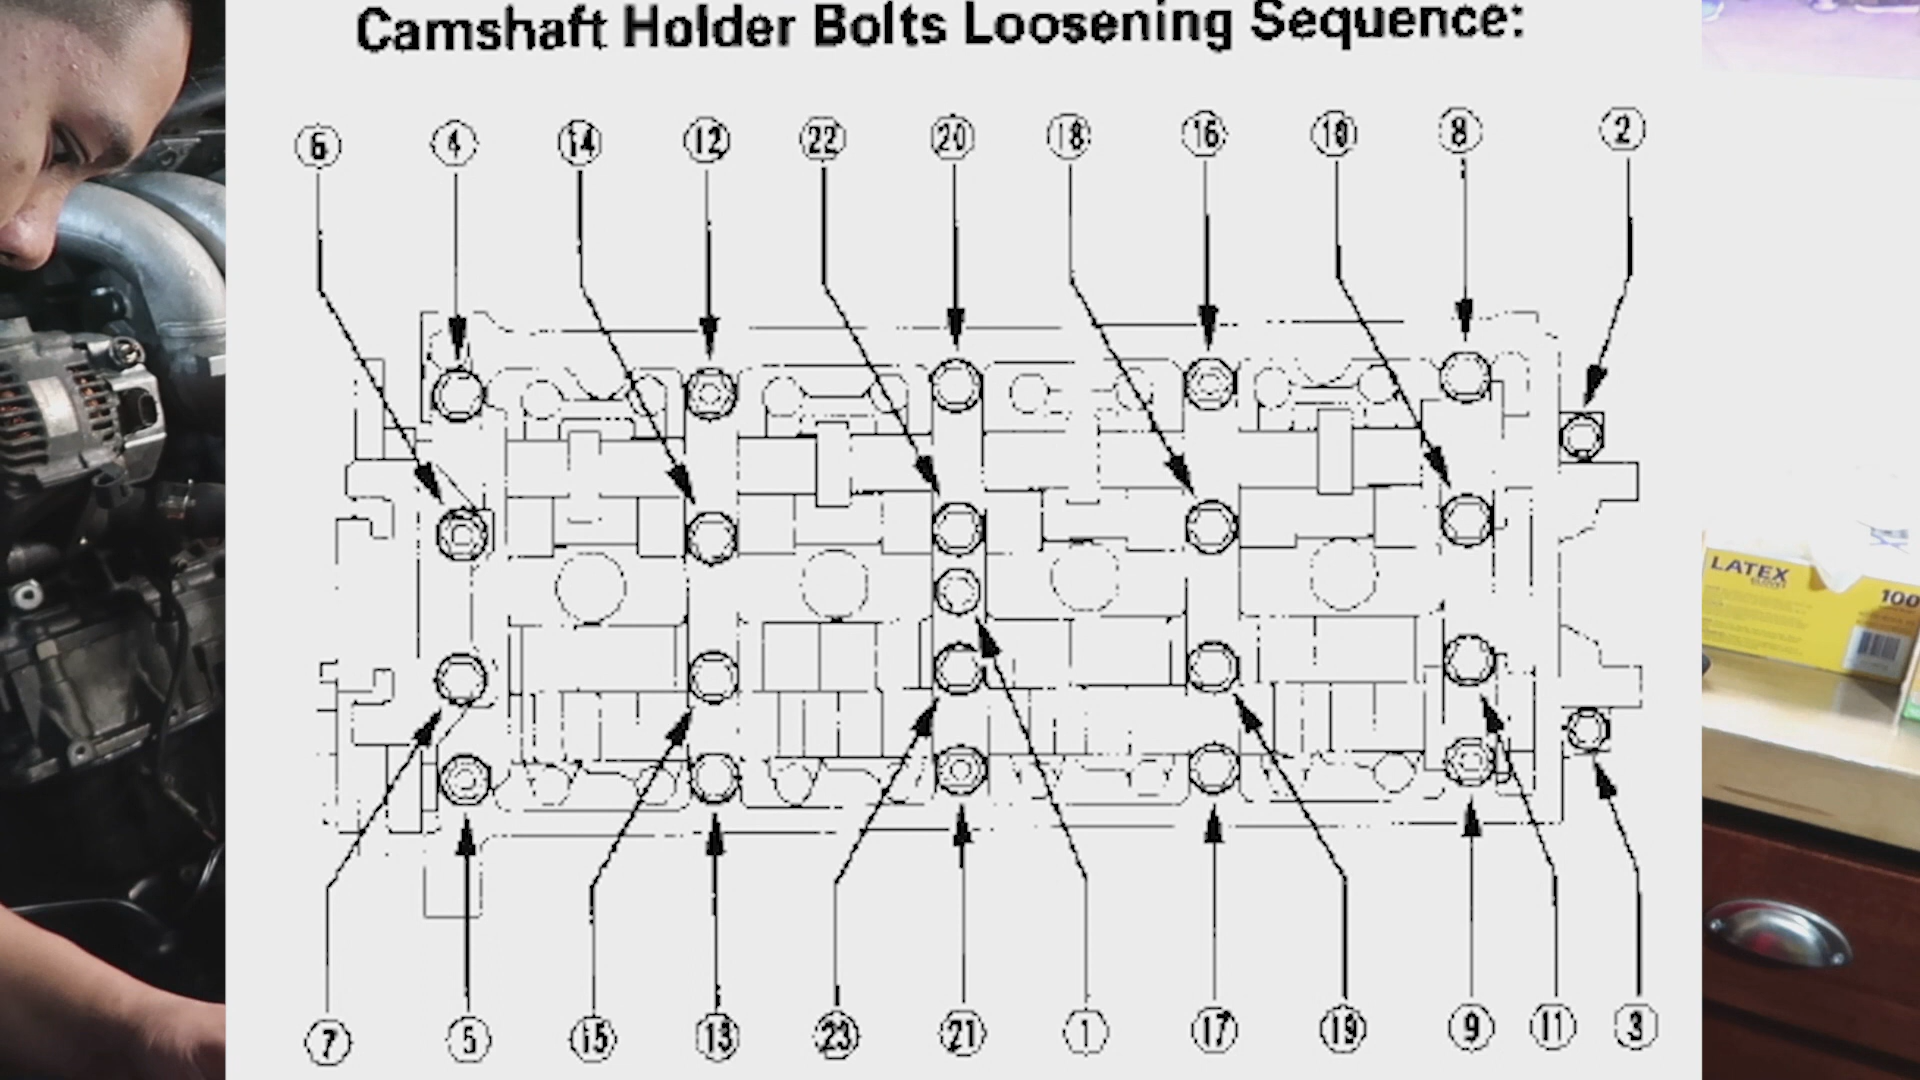 Camshaft Holder Bolts Loosening Sequence:
6 4 14 12 22 20 18 16 10 8 2
7 5 15 13 23 21 1 17 19 9 11 3
LATEX
100